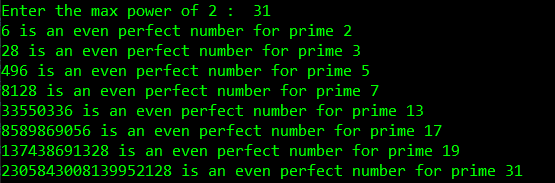 Enter the max power of 2 :  31
6 is an even perfect number for prime 2
28 is an even perfect number for prime 3
496 is an even perfect number for prime 5
8128 is an even perfect number for prime 7
33550336 is an even perfect number for prime 13
8589869056 is an even perfect number for prime 17
137438691328 is an even perfect number for prime 19
2305843008139952128 is an even perfect number for prime 31